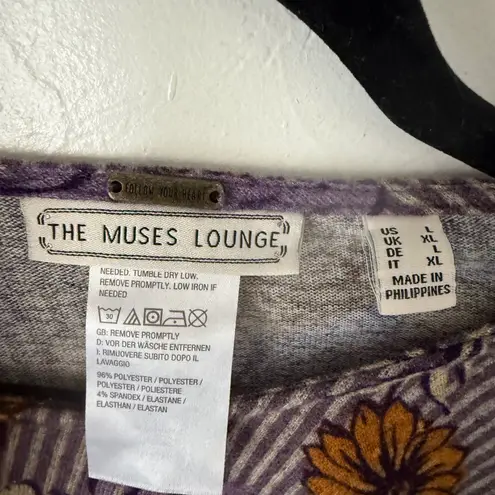 FOLLOW YOUR HEART
THE MUSES LOUNGE
NEEDED. TUMBLE DRY LOW.
REMOVE PROMPTLY. LOW IRON IF
NEEDED
30
GB: REMOVE PROMPTLY
D: VOR DER WÄSCHE ENTFERNEN
I: RIMUOVERE SUBITO DOPO IL
LAVAGGIO
96% POLYESTER / POLYESTER /
POLYESTER / POLIESTERE
4% SPANDEX / ELASTANE /
ELASTHAN / ELASTAN
US L
UK XL
DE L
IT XL
MADE IN
PHILIPPINES